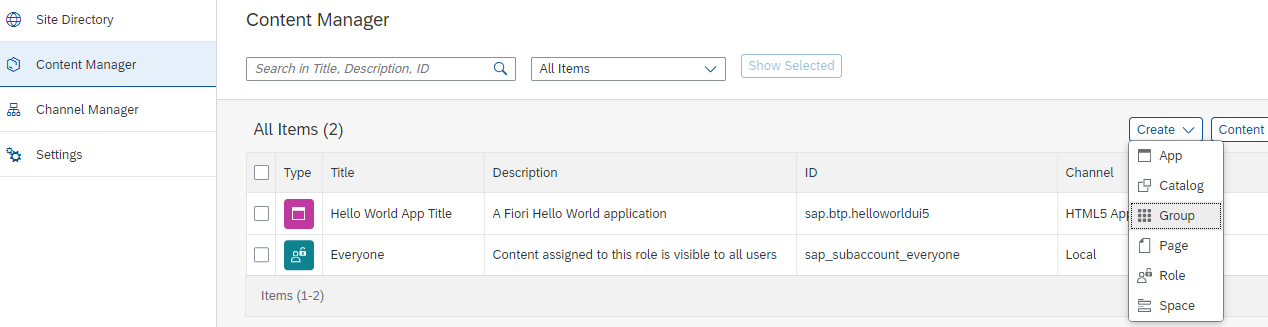 Site Directory
Content Manager
Channel Manager
Settings
Content Manager
Search in Title, Description, ID
All Items
Show Selected
All Items (2)
Create
Content
Type Title Description ID Channel
Hello World App Title A Fiori Hello World application sap.btp.helloworldui5 HTML5 App
Everyone Content assigned to this role is visible to all users sap_subaccount_everyone Local
Items (1-2)
App
Catalog
Group
Page
Role
Space